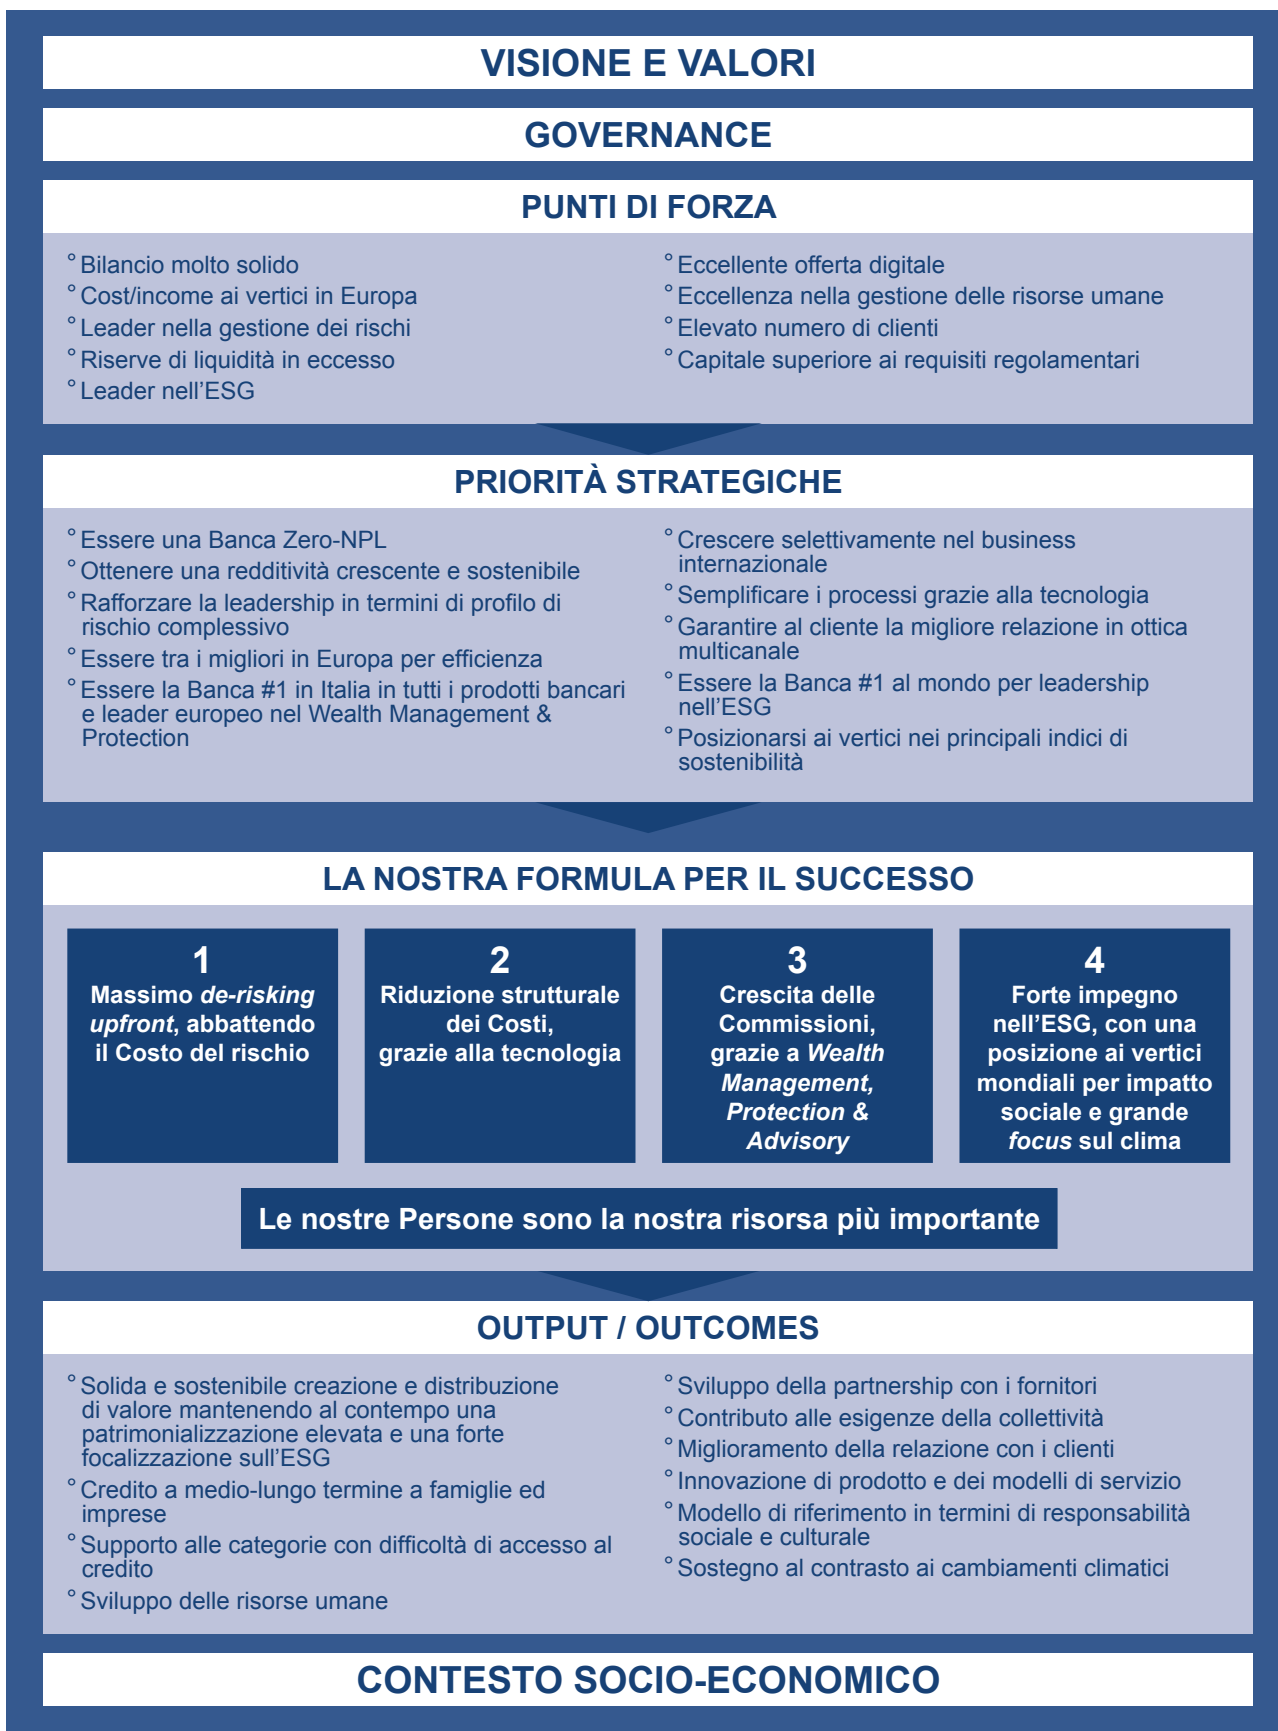 VISIONE E VALORI
GOVERNANCE
PUNTI DI FORZA
° Bilancio molto solido
° Cost/income ai vertici in Europa
° Leader nella gestione dei rischi
° Riserve di liquidità in eccesso
° Leader nell'ESG
° Eccellente offerta digitale
° Eccellenza nella gestione delle risorse umane
° Elevato numero di clienti
° Capitale superiore ai requisiti regolamentari
PRIORITÀ STRATEGICHE
° Essere una Banca Zero-NPL
° Ottenere una redditività crescente e sostenibile
° Rafforzare la leadership in termini di profilo di
rischio complessivo
° Essere tra i migliori in Europa per efficienza
° Essere la Banca #1 in Italia in tutti i prodotti bancari
e leader europeo nel Wealth Management &
Protection
° Crescere selettivamente nel business
internazionale
° Semplificare i processi grazie alla tecnologia
° Garantire al cliente la migliore relazione in ottica
multicanale
° Essere la Banca #1 al mondo per leadership
nell'ESG
° Posizionarsi ai vertici nei principali indici di
sostenibilità
LA NOSTRA FORMULA PER IL SUCCESSO
1
Massimo de-risking
upfront, abbattendo
il Costo del rischio
2
Riduzione strutturale
dei Costi,
grazie alla tecnologia
3
Crescita delle
Commissioni,
grazie a Wealth
Management,
Protection &
Advisory
4
Forte impegno
nell'ESG, con una
posizione ai vertici
mondiali per impatto
sociale e grande
focus sul clima
Le nostre Persone sono la nostra risorsa più importante
OUTPUT / OUTCOMES
° Solida e sostenibile creazione e distribuzione
di valore mantenendo al contempo una
patrimonializzazione elevata e una forte
focalizzazione sull'ESG
° Credito a medio-lungo termine a famiglie ed
imprese
° Supporto alle categorie con difficoltà di accesso al
credito
° Sviluppo delle risorse umane
° Sviluppo della partnership con i fornitori
° Contributo alle esigenze della collettività
° Miglioramento della relazione con i clienti
° Innovazione di prodotto e dei modelli di servizio
° Modello di riferimento in termini di responsabilità
sociale e culturale
° Sostegno al contrasto ai cambiamenti climatici
CONTESTO SOCIO-ECONOMICO